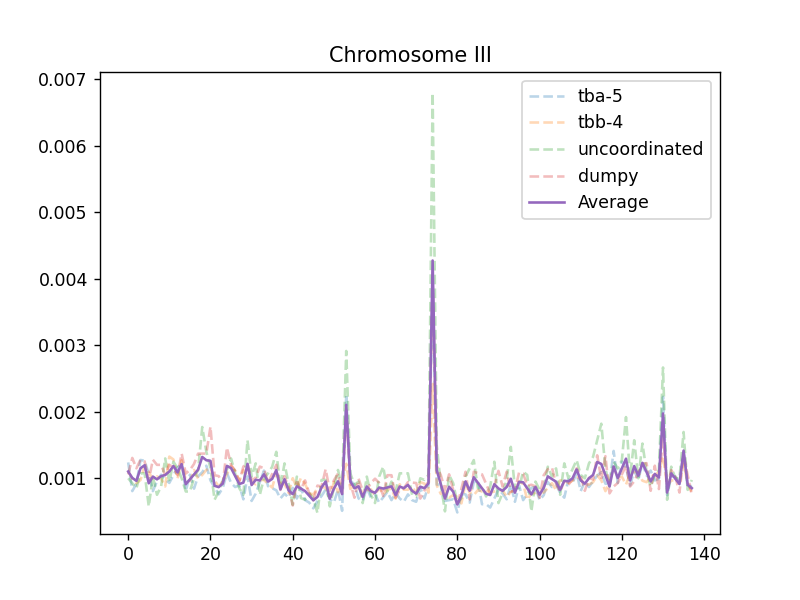 Chromosome III
0.007
0.006
0.005
0.004
0.003
0.002
0.001
tba-5
tbb-4
uncoordinated
dumpy
Average
0 20 40 60 80 100 120 140